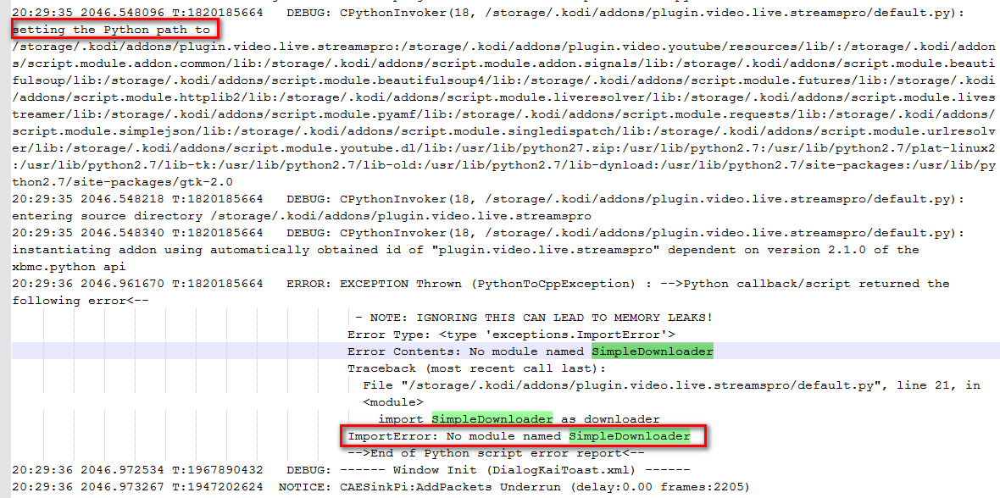 20:29:35 2046.548096 T:1820185664   DEBUG: CPythonInvoker(18, /storage/.kodi/addons/plugin.video.live.streamspro/default.py):
setting the Python path to
/storage/.kodi/addons/plugin.video.live.streamspro:/storage/.kodi/addons/plugin.video.youtube/resources/lib/:/storage/.kodi/addon
s/script.module.addon.common/lib:/storage/.kodi/addons/script.module.addon.signals/lib:/storage/.kodi/addons/script.module.beauti
fulsoup/lib:/storage/.kodi/addons/script.module.beautifulsoup4/lib:/storage/.kodi/addons/script.module.futures/lib:/storage/.kodi
/addons/script.module.httplib2/lib:/storage/.kodi/addons/script.module.liveresolver/lib:/storage/.kodi/addons/script.module.lives
treamer/lib:/storage/.kodi/addons/script.module.pyamf/lib:/storage/.kodi/addons/script.module.requests/lib:/storage/.kodi/addons/
script.module.simplejson/lib:/storage/.kodi/addons/script.module.singledispatch/lib:/storage/.kodi/addons/script.module.urlresolv
er/lib:/storage/.kodi/addons/script.module.youtube.dl/lib:/usr/lib/python27.zip:/usr/lib/python2.7:/usr/lib/python2.7/plat-linux2
:/usr/lib/python2.7/lib-tk:/usr/lib/python2.7/lib-old:/usr/lib/python2.7/lib-dynload:/usr/lib/python2.7/site-packages:/usr/lib/py
thon2.7/site-packages/gtk-2.0
20:29:35 2046.548218 T:1820185664   DEBUG: CPythonInvoker(18, /storage/.kodi/addons/plugin.video.live.streamspro/default.py):
entering source directory /storage/.kodi/addons/plugin.video.live.streamspro
20:29:35 2046.548340 T:1820185664   DEBUG: CPythonInvoker(18, /storage/.kodi/addons/plugin.video.live.streamspro/default.py):
instantiating addon using automatically obtained id of "plugin.video.live.streamspro" dependent on version 2.1.0 of the
xbmc.python api
20:29:36 2046.961670 T:1820185664   ERROR: EXCEPTION Thrown (PythonToCppException) : -->Python callback/script returned the
following error<--
- NOTE: IGNORING THIS CAN LEAD TO MEMORY LEAKS!
Error Type: <type 'exceptions.ImportError'>
Error Contents: No module named SimpleDownloader
Traceback (most recent call last):
File "/storage/.kodi/addons/plugin.video.live.streamspro/default.py", line 21, in
<module>
import SimpleDownloader as downloader
ImportError: No module named SimpleDownloader
-->End of Python script error report<--
20:29:36 2046.972534 T:1967890432   DEBUG: ------ Window Init (DialogKaiToast.xml) ------
20:29:36 2046.973267 T:1947202624  NOTICE: CAESinkPi:AddPackets Underrun (delay:0.00 frames:2205)